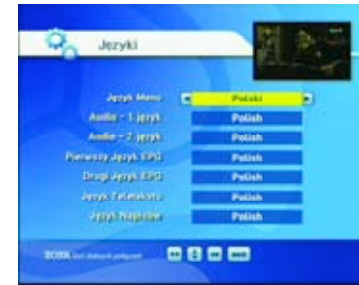 Języki
Język Menu Polski
Audio - 1 język Polish
Audio - 2 język Polish
Pierwszy Język EPG Polish
Drugi Język EPG Polish
Język Teletekstu Polish
Język Napisów Polish